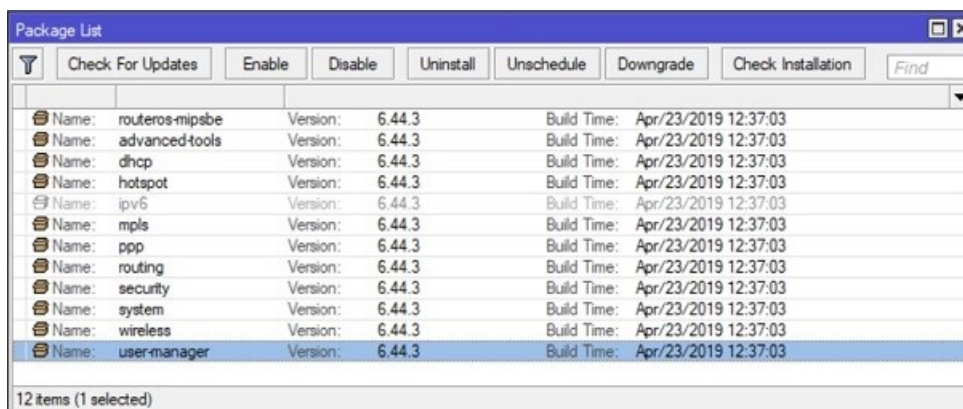 Package List
Check For Updates Enable Disable Uninstall Unschedule Downgrade Check Installation Find
Name: routeros-mipsbe Version: 6.44.3 Build Time: Apr/23/2019 12:37:03
Name: advanced-tools Version: 6.44.3 Build Time: Apr/23/2019 12:37:03
Name: dhcp Version: 6.44.3 Build Time: Apr/23/2019 12:37:03
Name: hotspot Version: 6.44.3 Build Time: Apr/23/2019 12:37:03
Name: ipv6 Version: 6.44.3 Build Time: Apr/23/2019 12:37:03
Name: mpls Version: 6.44.3 Build Time: Apr/23/2019 12:37:03
Name: ppp Version: 6.44.3 Build Time: Apr/23/2019 12:37:03
Name: routing Version: 6.44.3 Build Time: Apr/23/2019 12:37:03
Name: security Version: 6.44.3 Build Time: Apr/23/2019 12:37:03
Name: system Version: 6.44.3 Build Time: Apr/23/2019 12:37:03
Name: wireless Version: 6.44.3 Build Time: Apr/23/2019 12:37:03
Name: user-manager Version: 6.44.3 Build Time: Apr/23/2019 12:37:03
12 items (1 selected)